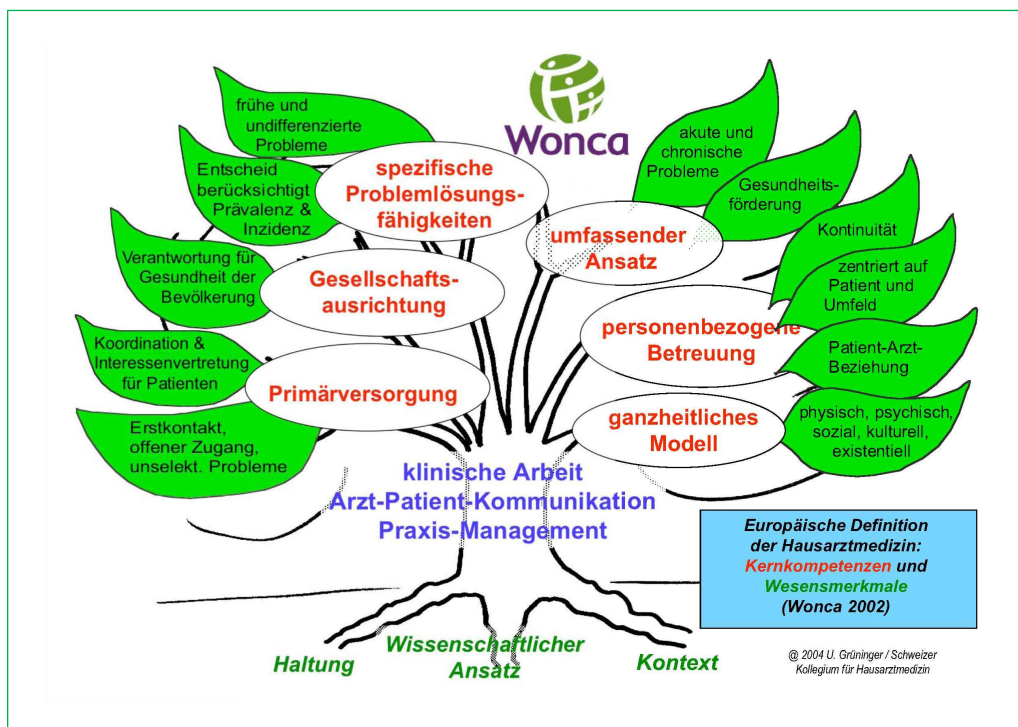 Wonca
frühe und
undifferenzierte
Probleme
Entscheid
berücksichtigt
Prävalenz &
Inzidenz
Verantwortung für
Gesundheit der
Bevölkerung
Koordination &
Interessenvertretung
für Patienten
Erstkontakt,
offener Zugang,
unselekt. Probleme
spezifische
Problemlösungs-
fähigkeiten
Gesellschafts-
ausrichtung
Primärversorgung
umfassender
Ansatz
personenbezogene
Betreuung
ganzheitliches
Modell
akute und
chronische
Probleme
Gesundheits-
förderung
Kontinuität
zentriert auf
Patient und
Umfeld
Patient-Arzt-
Beziehung
physisch, psychisch,
sozial, kulturell,
existentiell
klinische Arbeit
Arzt-Patient-Kommunikation
Praxis-Management
Europäische Definition
der Hausarztmedizin:
Kernkompetenzen und
Wesensmerkmale
(Wonca 2002)
Haltung
Wissenschaftlicher
Ansatz
Kontext
@ 2004 U. Grüninger / Schweizer
Kollegium für Hausarztmedizin